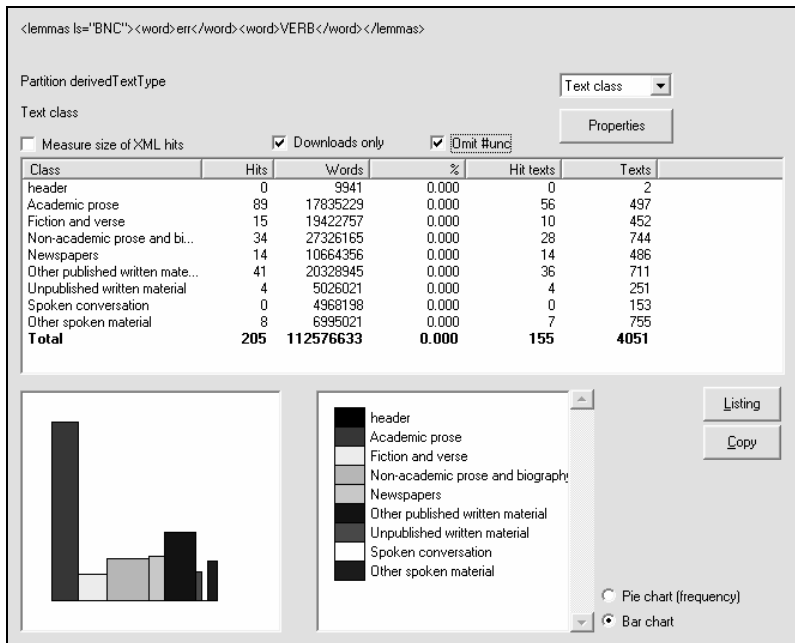 <lemmas ls="BNC"><word>err</word><word>VERB</word></lemmas>
Partition derivedTextType
Text class
Text class
Properties
Measure size of XML hits Downloads only Omit #unc
Class Hits Words % Hit texts Texts
header 0 9941 0.000 0 2
Academic prose 89 17835229 0.000 56 497
Fiction and verse 15 19422757 0.000 10 452
Non-academic prose and bi... 34 27326165 0.000 28 744
Newspapers 14 10664356 0.000 14 486
Other published written mate... 41 20328945 0.000 36 711
Unpublished written material 4 5026021 0.000 4 251
Spoken conversation 0 4968198 0.000 0 153
Other spoken material 8 6995021 0.000 7 755
Total 205 112576633 0.000 155 4051
header
Academic prose
Fiction and verse
Non-academic prose and biography
Newspapers
Other published written material
Unpublished written material
Spoken conversation
Other spoken material
Listing
Copy
Pie chart (frequency)
Bar chart